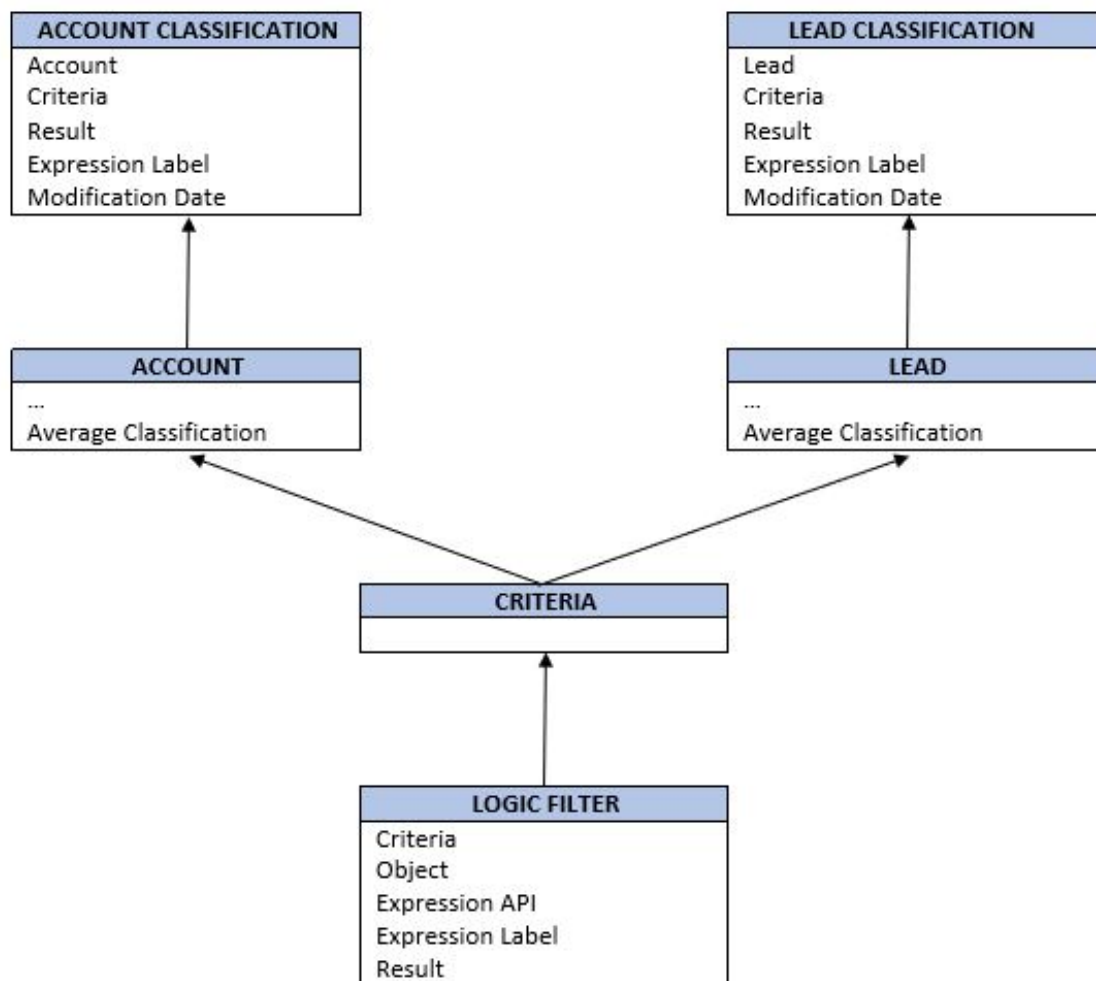 ACCOUNT CLASSIFICATION
Account
Criteria
Result
Expression Label
Modification Date
LEAD CLASSIFICATION
Lead
Criteria
Result
Expression Label
Modification Date
ACCOUNT
...
Average Classification
LEAD
...
Average Classification
CRITERIA
LOGIC FILTER
Criteria
Object
Expression API
Expression Label
Result